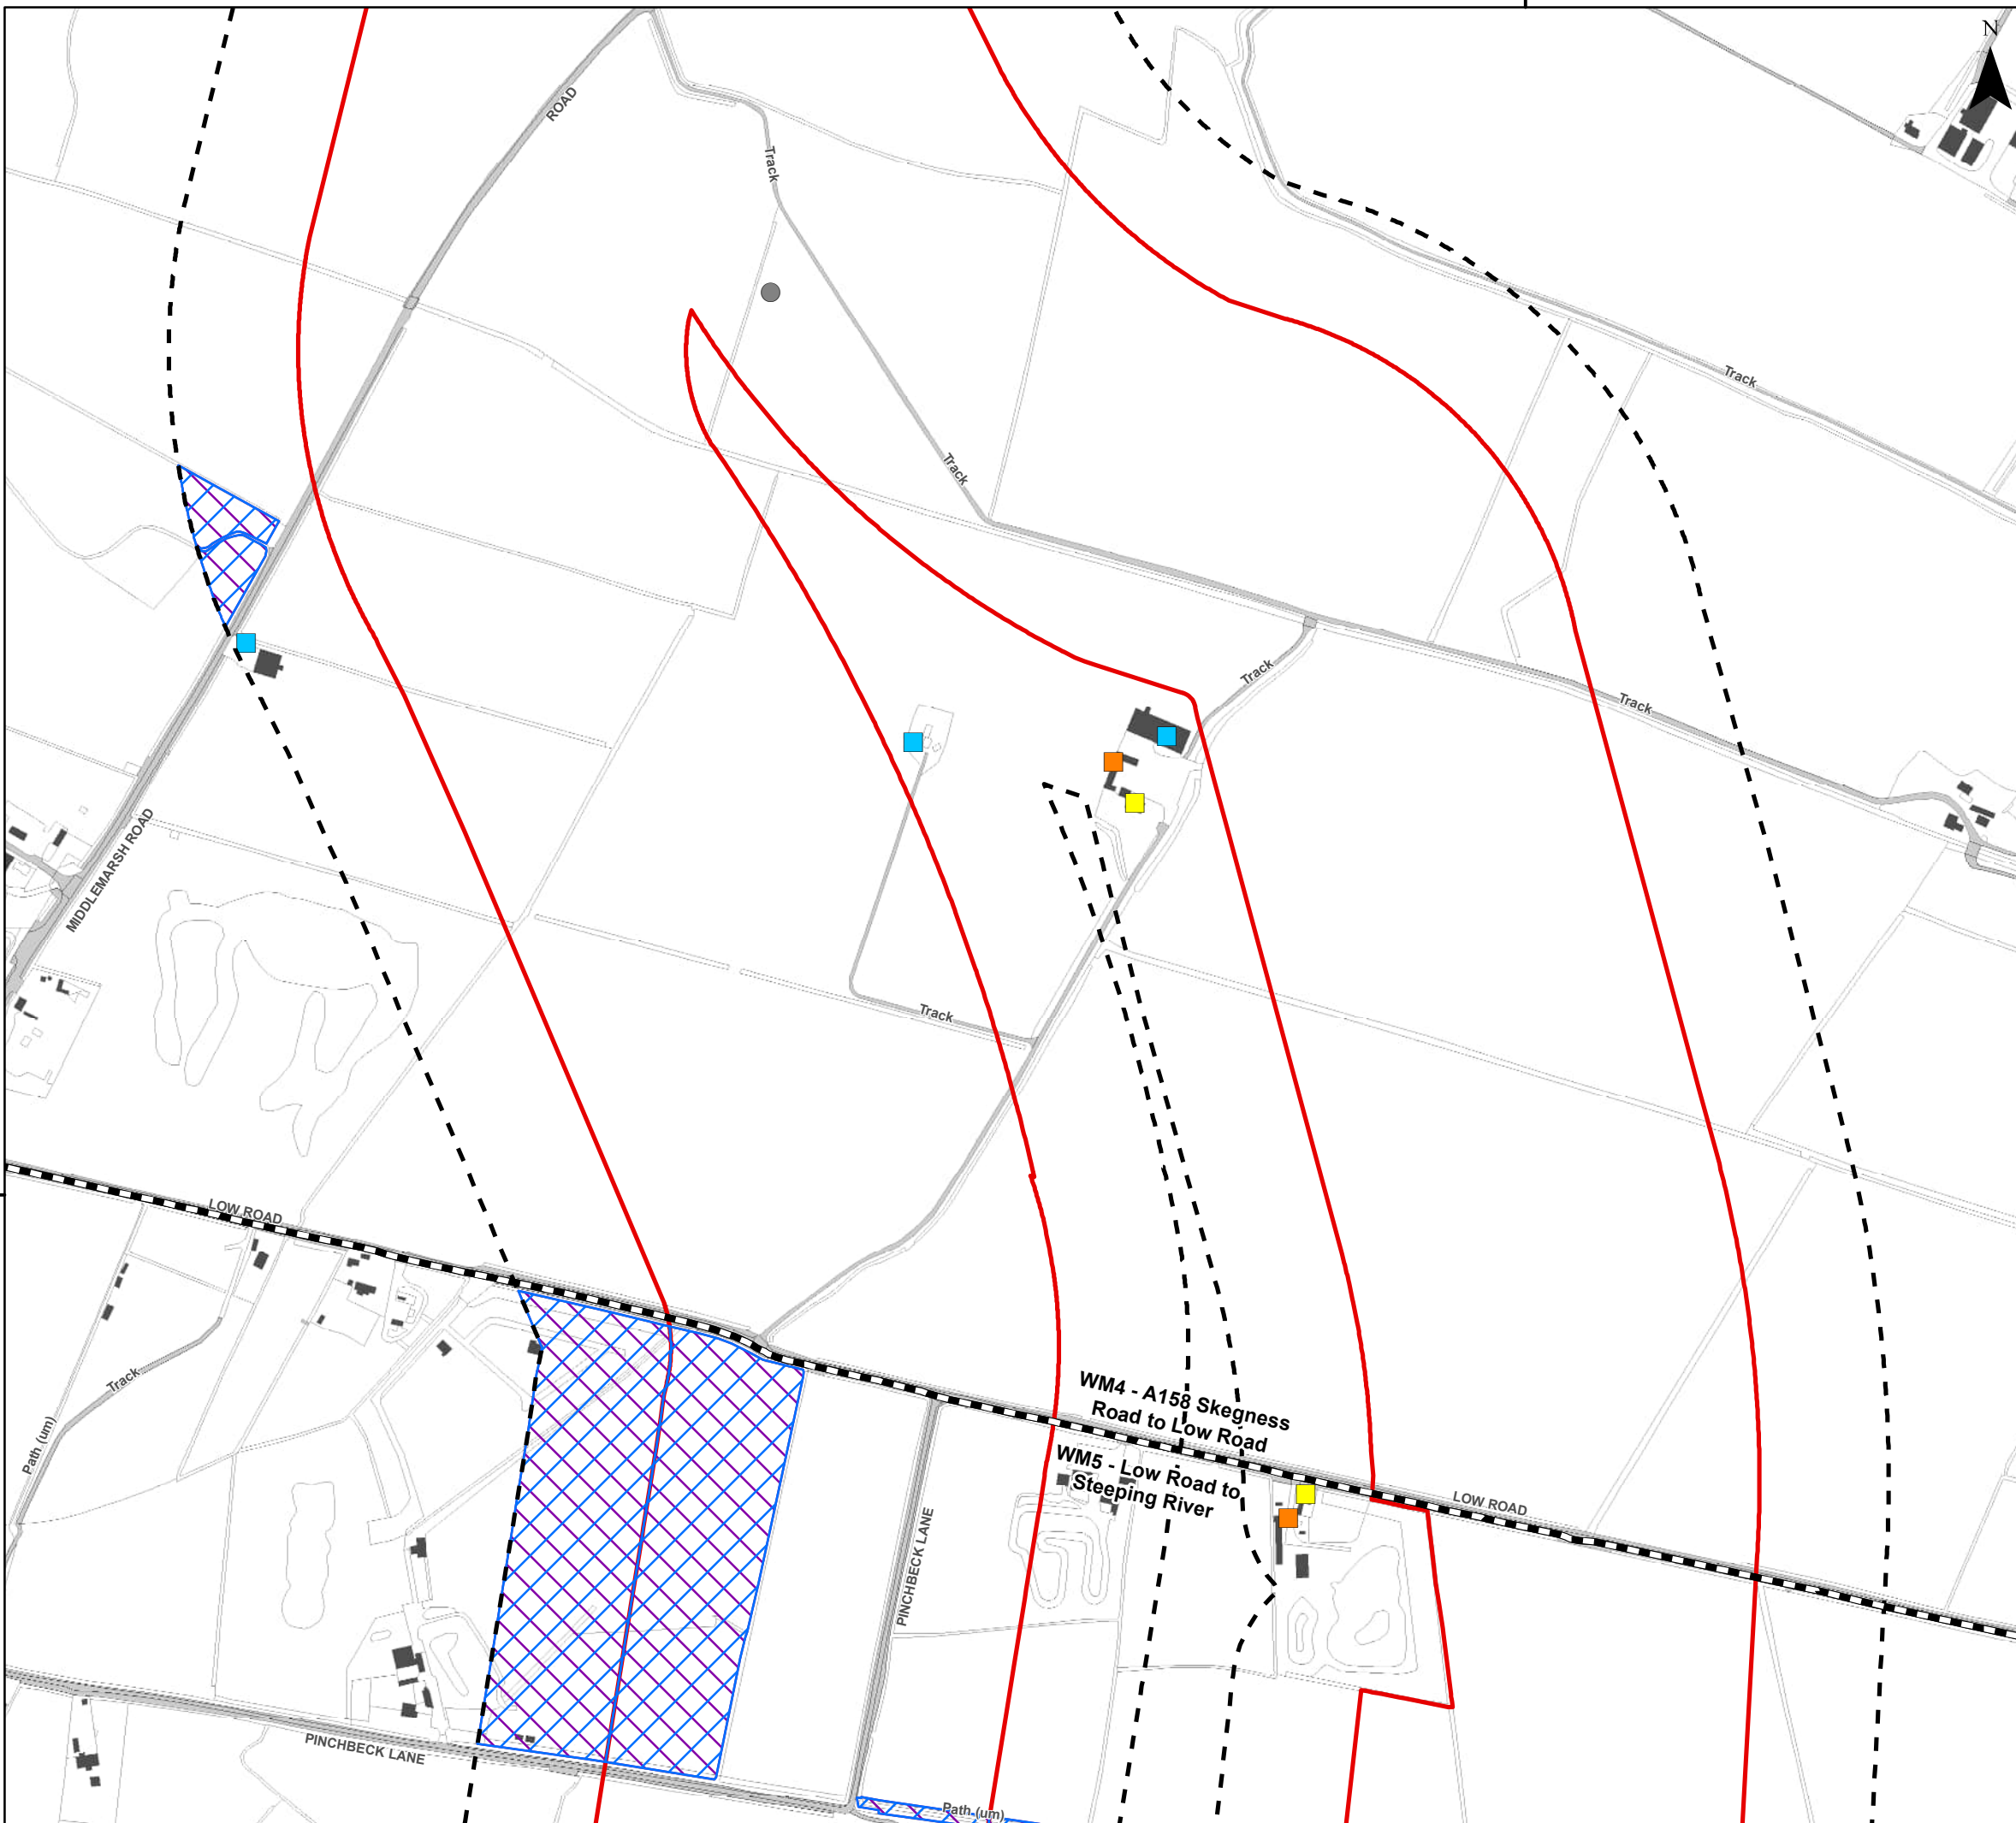 N
ROAD
Track
Track
Track
Track
Track
MIDDLEMARSH ROAD
Track
LOW ROAD
Track
Path (um)
WM4 - A158 Skegness
Road to Low Road
WM5 - Low Road to
Steeping River
LOW ROAD
PINCHBECK LANE
PINCHBECK LANE
Path (um)